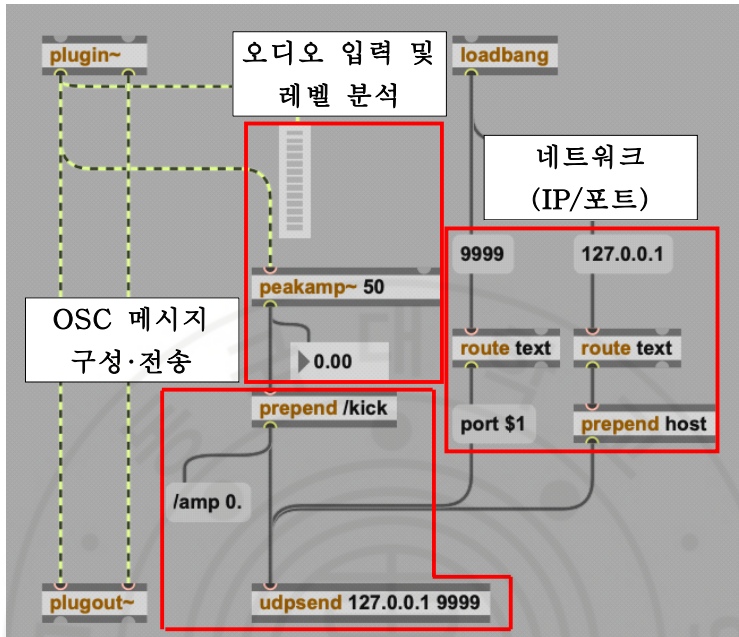 plugin~
오디오 입력 및
레벨 분석
loadbang
네트워크
(IP/포트)
9999
127.0.0.1
peakamp~ 50
OSC 메시지
구성·전송
0.00
route text
route text
prepend /kick
port $1
prepend host
/amp 0.
plugout~
udpsend 127.0.0.1 9999